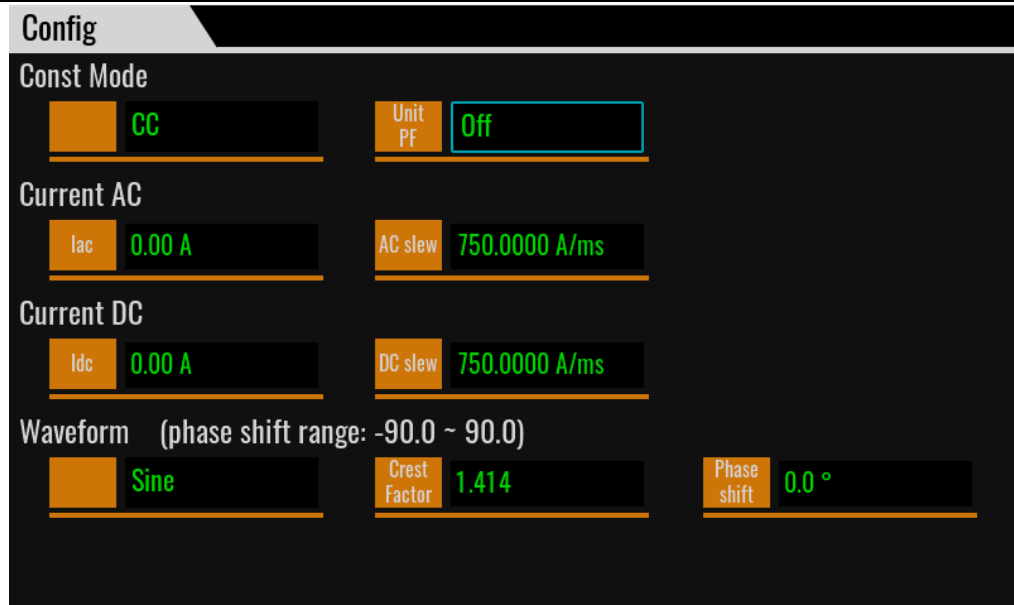 Config
Const Mode
CC
Unit
PF
Off
Current AC
Iac
0.00 A
AC slew
750.0000 A/ms
Current DC
Idc
0.00 A
DC slew
750.0000 A/ms
Waveform (phase shift range: -90.0 ~ 90.0)
Sine
Crest
Factor
1.414
Phase
shift
0.0 °